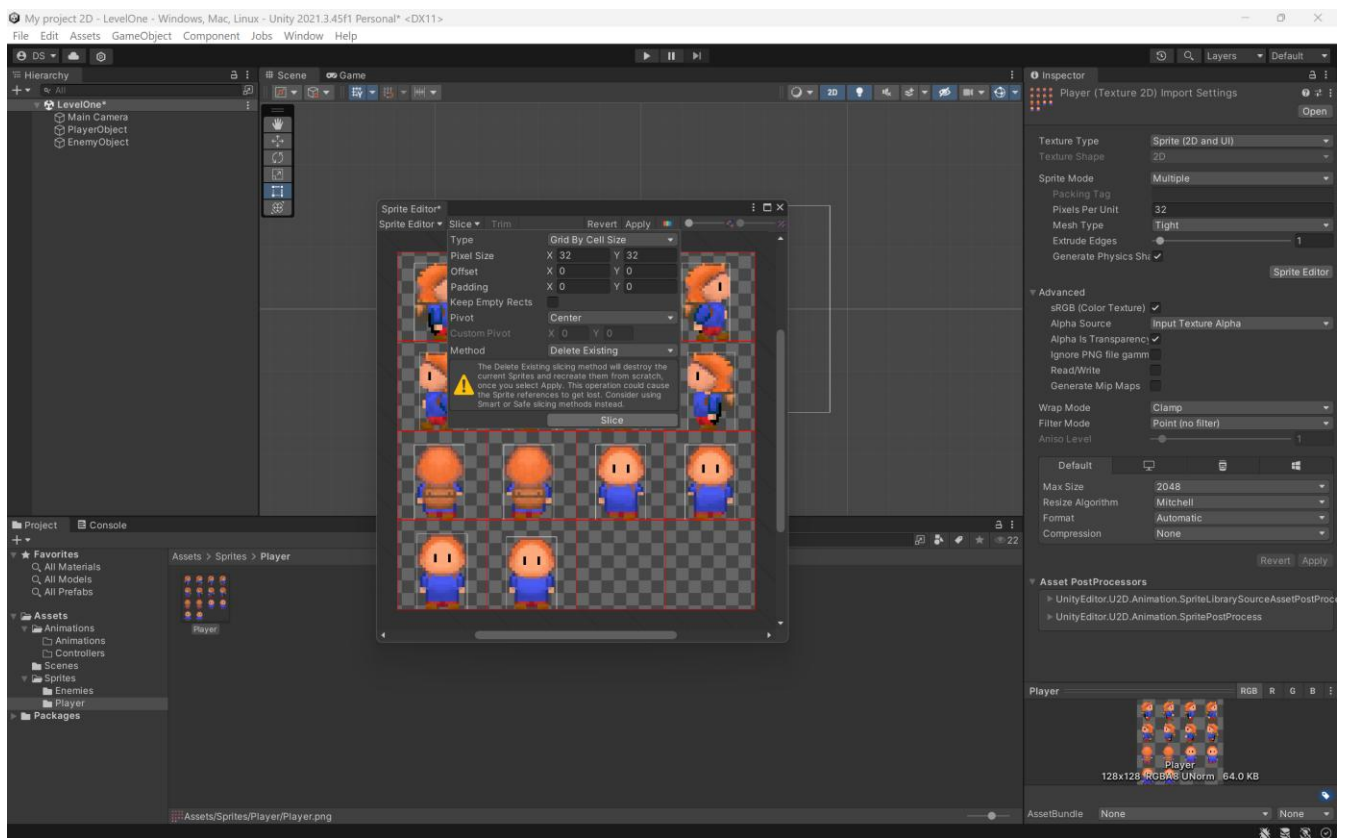 My project 2D - LevelOne - Windows, Mac, Linux - Unity 2021.3.45f1 Personal* <DX11>
File Edit Assets GameObject Component Jobs Window Help
DS Layers Default
Hierarchy
All
LevelOne*
Main Camera
PlayerObject
EnemyObject
Scene Game
2D
Sprite Editor*
Sprite Editor Slice Trim Revert Apply
Type Grid By Cell Size
Pixel Size X 32 Y 32
Offset X 0 Y 0
Padding X 0 Y 0
Keep Empty Rects
Pivot Center
Custom Pivot X 0 Y 0
Method Delete Existing
The Delete Existing slicing method will destroy the
current Sprites and recreate them from scratch,
once you select Apply. This operation could cause
the Sprite references to get lost. Consider using
Smart or Safe slicing methods instead.
Slice
Inspector
Player (Texture 2D) Import Settings
Open
Texture Type Sprite (2D and UI)
Texture Shape 2D
Sprite Mode Multiple
Packing Tag
Pixels Per Unit 32
Mesh Type Tight
Extrude Edges 1
Generate Physics Sha
Sprite Editor
Advanced
sRGB (Color Texture)
Alpha Source Input Texture Alpha
Alpha Is Transparency
Ignore PNG file gamm
Read/Write
Generate Mip Maps
Wrap Mode Clamp
Filter Mode Point (no filter)
Aniso Level 1
Default
Max Size 2048
Resize Algorithm Mitchell
Format Automatic
Compression None
Revert Apply
Asset PostProcessors
UnityEditor.U2D.Animation.SpriteLibrarySourceAssetPostProce
UnityEditor.U2D.Animation.SpritePostProcess
Player RGB R G B
Player
128x128 RGBA8 UNorm 64.0 KB
AssetBundle None None
Project Console
22
Favorites
All Materials
All Models
All Prefabs
Assets
Animations
Animations
Controllers
Scenes
Sprites
Enemies
Player
Packages
Assets > Sprites > Player
Player
Assets/Sprites/Player/Player.png